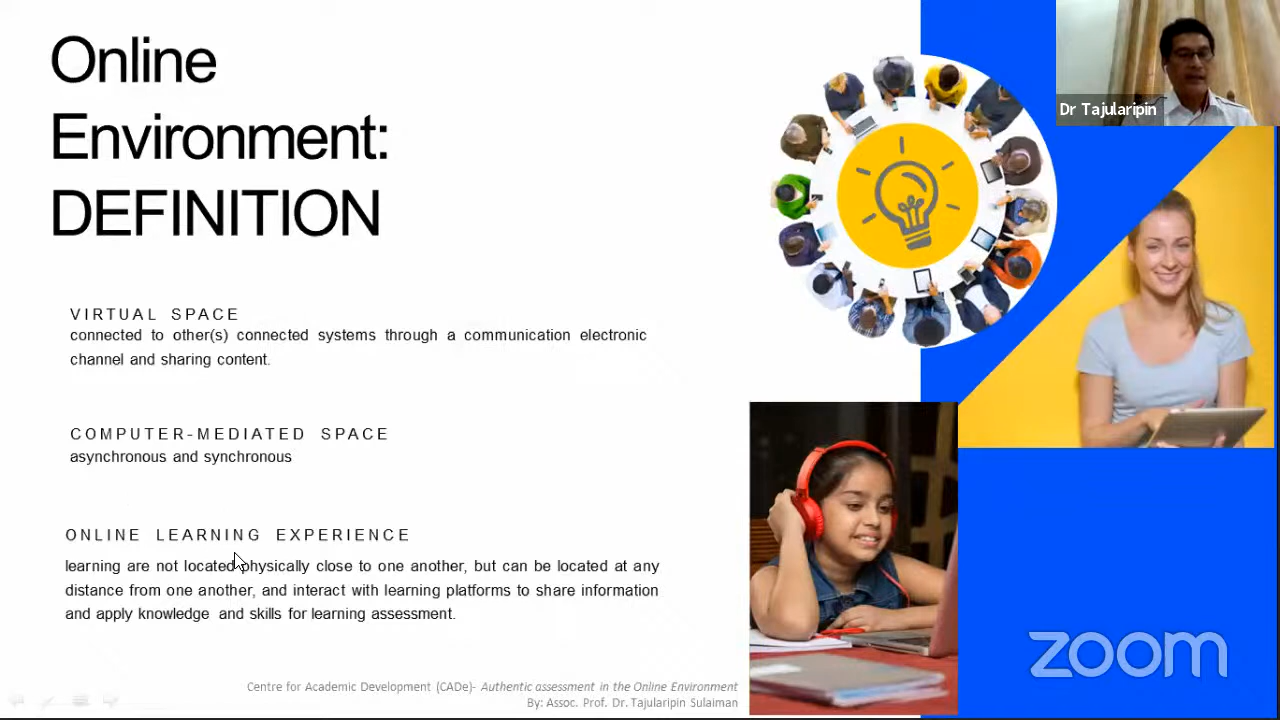 Online
Environment:
DEFINITION
VIRTUAL SPACE
connected to other(s) connected systems through a communication electronic
channel and sharing content.
COMPUTER-MEDIATED SPACE
asynchronous and synchronous
ONLINE LEARNING EXPERIENCE
learning are not located physically close to one another, but can be located at any
distance from one another, and interact with learning platforms to share information
and apply knowledge and skills for learning assessment.
Centre for Academic Development (CADe)- Authentic assessment in the Online Environment
By: Assoc. Prof. Dr. Tajularipin Sulaiman
Dr Tajularipin
zoom